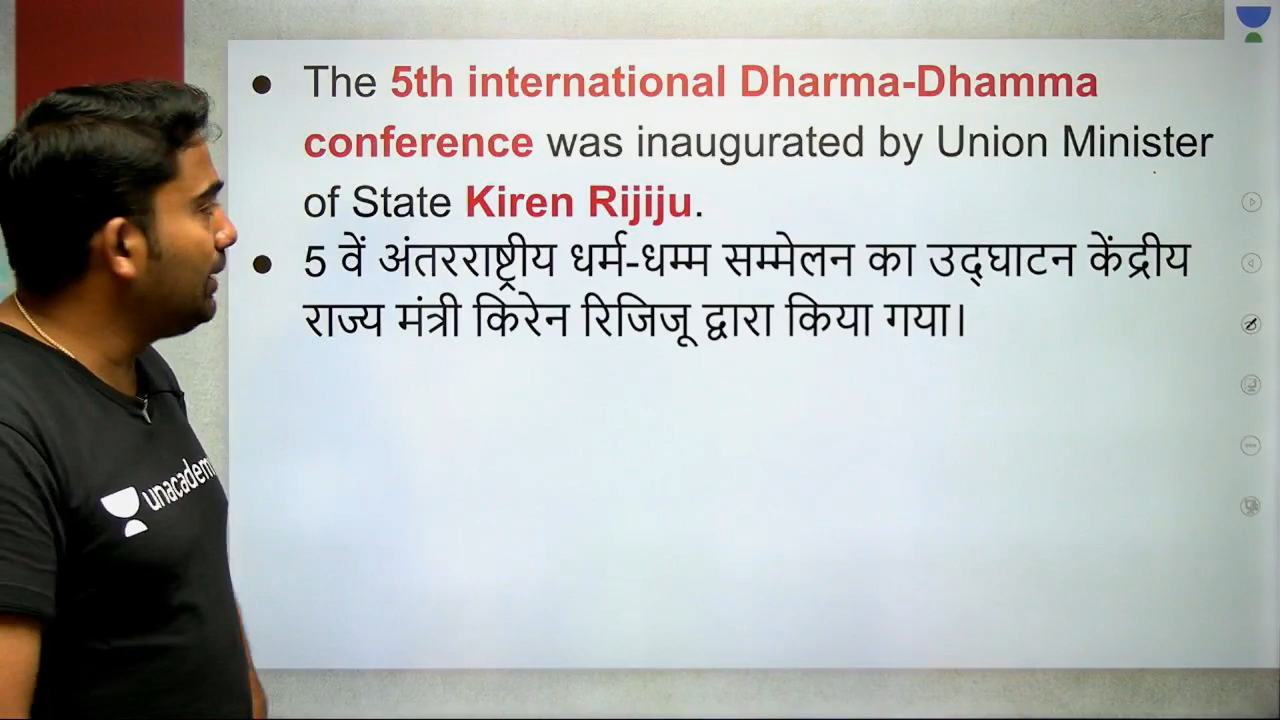 The 5th international Dharma-Dhamma
conference was inaugurated by Union Minister
of State Kiren Rijiju.
5 वें अंतरराष्ट्रीय धर्म-धम्म सम्मेलन का उद्घाटन केंद्रीय
राज्य मंत्री किरेन रिजिजू द्वारा किया गया।
unacadem